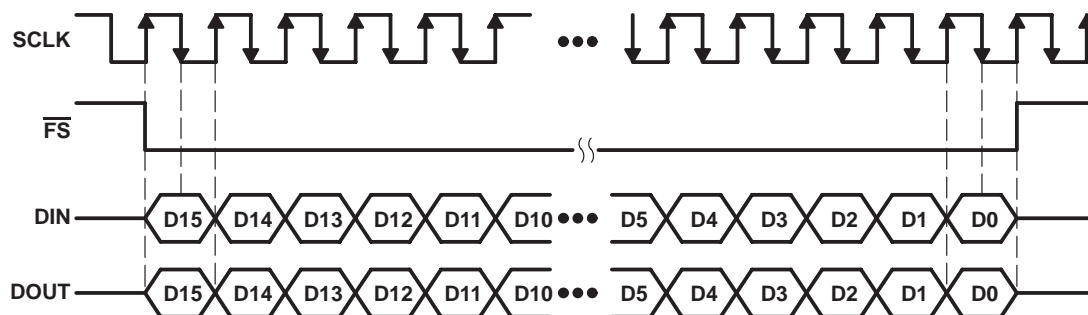 SCLK •••
F̅S̅
DIN D15 D14 D13 D12 D11 D10 ••• D5 D4 D3 D2 D1 D0
DOUT D15 D14 D13 D12 D11 D10 ••• D5 D4 D3 D2 D1 D0